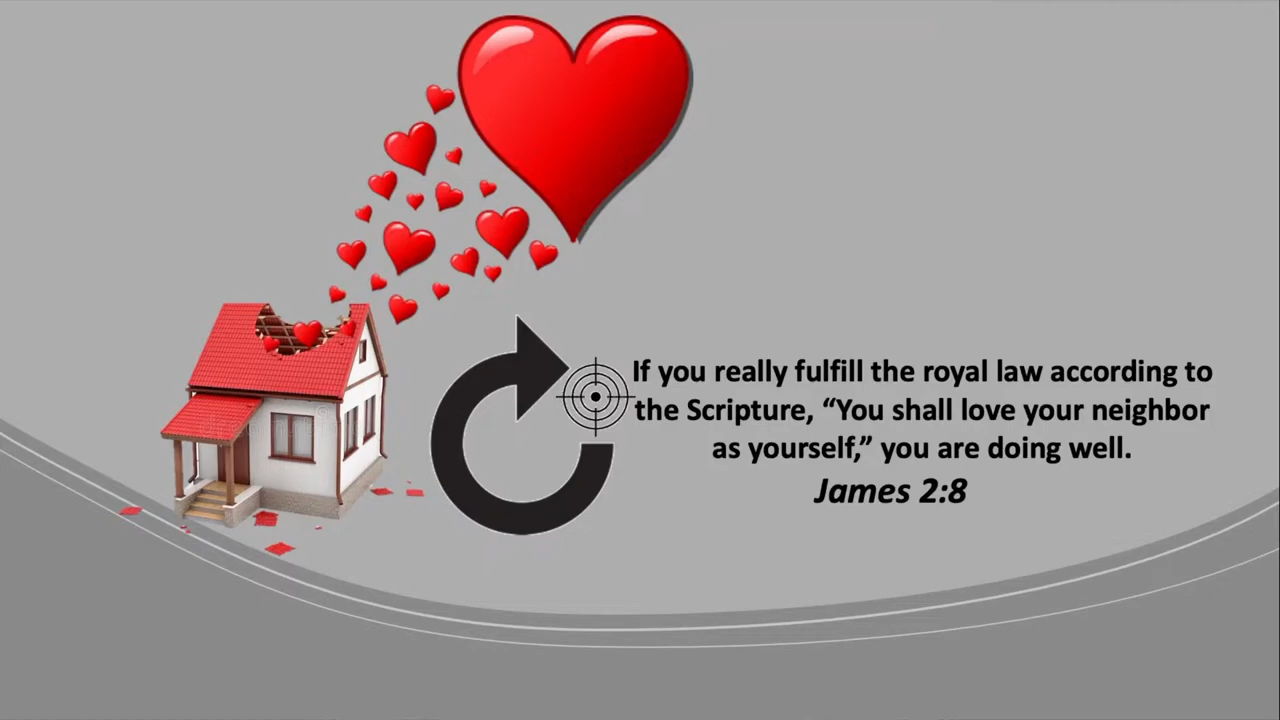 If you really fulfill the royal law according to
the Scripture, “You shall love your neighbor
as yourself,” you are doing well.
James 2:8